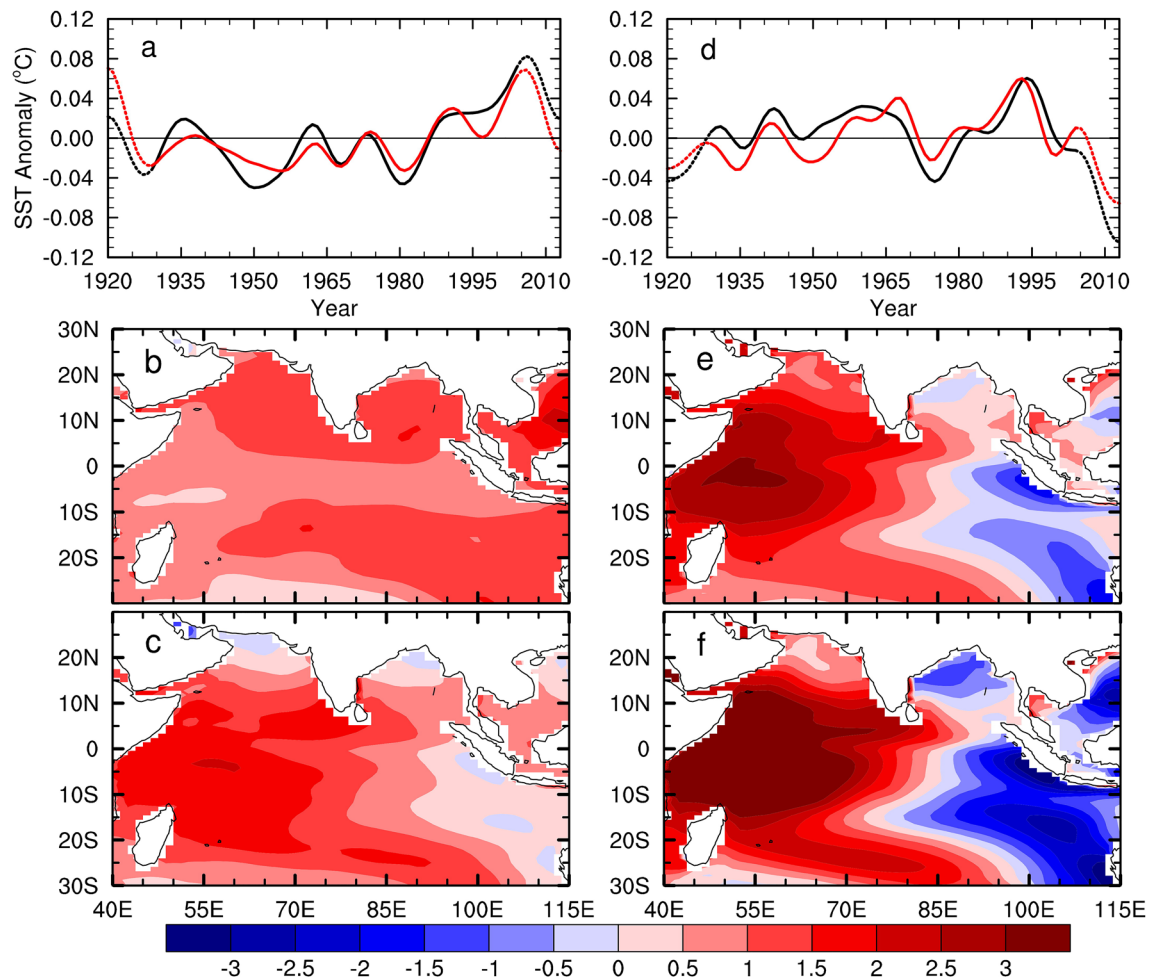 a
d
SST Anomaly (°C)
0.12
0.08
0.04
0.00
-0.04
-0.08
-0.12
0.12
0.08
0.04
0.00
-0.04
-0.08
-0.12
1920 1935 1950 1965 1980 1995 2010
1920 1935 1950 1965 1980 1995 2010
Year
Year
30N
20N
10N
0
10S
20S
b
30N
20N
10N
0
10S
20S
e
20N
10N
0
10S
20S
30S
c
20N
10N
0
10S
20S
30S
f
40E 55E 70E 85E 100E 115E
40E 55E 70E 85E 100E 115E
-3 -2.5 -2 -1.5 -1 -0.5 0 0.5 1 1.5 2 2.5 3